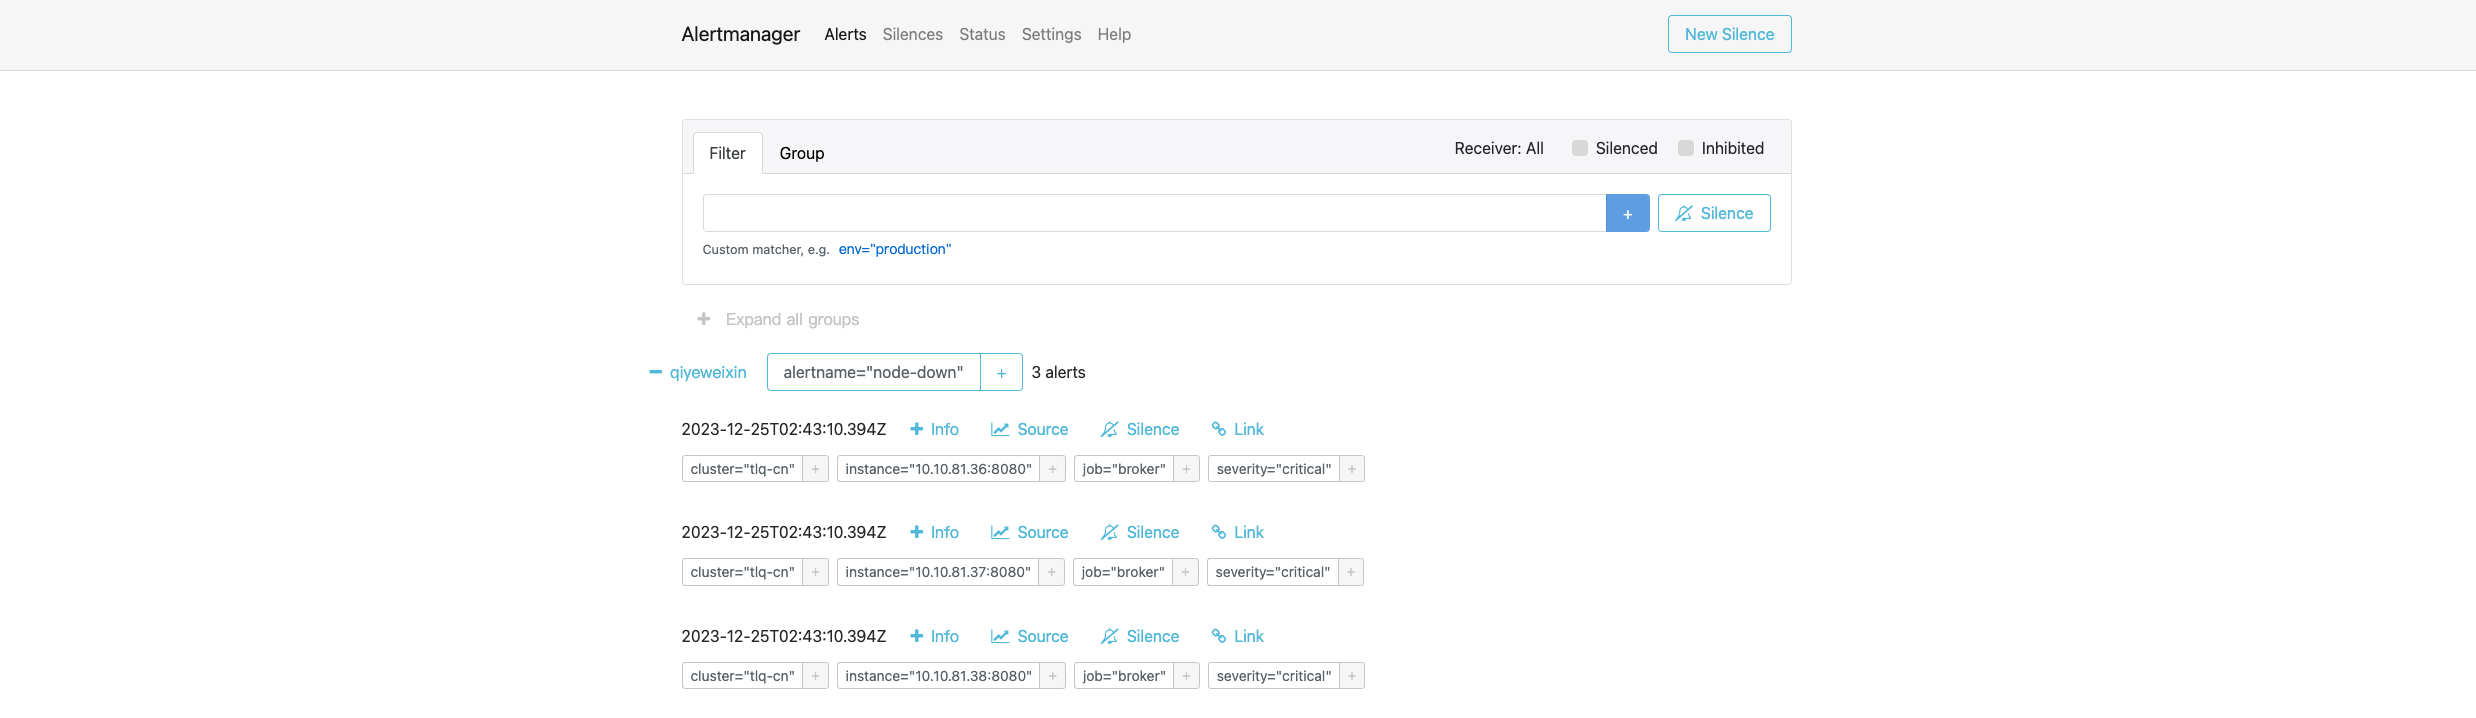 Alertmanager Alerts Silences Status Settings Help New Silence
Filter Group Receiver: All Silenced Inhibited
+ Silence
Custom matcher, e.g. env="production"
+ Expand all groups
− qiyeweixin alertname="node-down" + 3 alerts
2023-12-25T02:43:10.394Z + Info Source Silence Link
cluster="tlq-cn" + instance="10.10.81.36:8080" + job="broker" + severity="critical" +
2023-12-25T02:43:10.394Z + Info Source Silence Link
cluster="tlq-cn" + instance="10.10.81.37:8080" + job="broker" + severity="critical" +
2023-12-25T02:43:10.394Z + Info Source Silence Link
cluster="tlq-cn" + instance="10.10.81.38:8080" + job="broker" + severity="critical" +